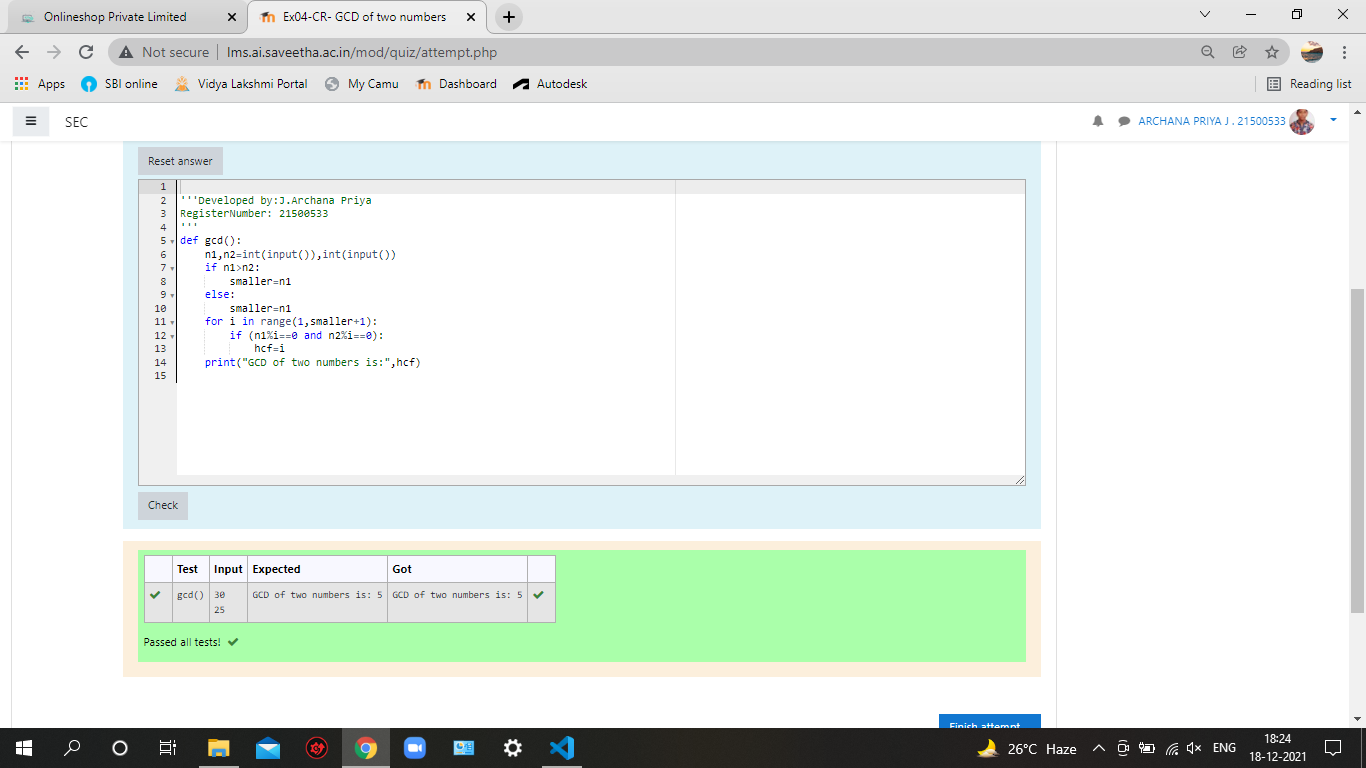 Onlineshop Private Limited
Ex04-CR- GCD of two numbers
Not secure
lms.ai.saveetha.ac.in/mod/quiz/attempt.php
Apps
SBI online
Vidya Lakshmi Portal
My Camu
Dashboard
Autodesk
Reading list
SEC
ARCHANA PRIYA J . 21500533
Reset answer
1
2 '''Developed by:J.Archana Priya
3 RegisterNumber: 21500533
4 '''
5 def gcd():
6     n1,n2=int(input()),int(input())
7     if n1>n2:
8         smaller=n1
9     else:
10         smaller=n1
11     for i in range(1,smaller+1):
12         if (n1%i==0 and n2%i==0):
13             hcf=i
14     print("GCD of two numbers is:",hcf)
15
Check
Test Input Expected Got
gcd() 30 GCD of two numbers is: 5 GCD of two numbers is: 5
25
Passed all tests!
Finish attempt
26°C Haze
ENG
18:24
18-12-2021